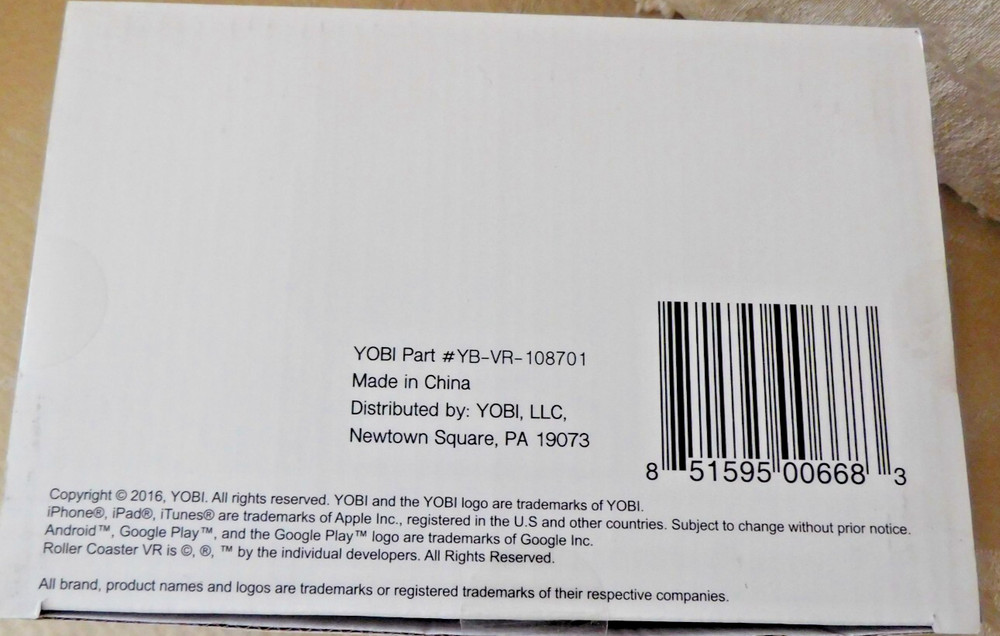 YOBI Part #YB-VR-108701
Made in China
Distributed by: YOBI, LLC,
Newtown Square, PA 19073
8 51595 00668 3
Copyright © 2016, YOBI. All rights reserved. YOBI and the YOBI logo are trademarks of YOBI.
iPhone®, iPad®, iTunes® are trademarks of Apple Inc., registered in the U.S and other countries. Subject to change without prior notice.
Android™, Google Play™, and the Google Play™ logo are trademarks of Google Inc.
Roller Coaster VR is ©, ®, ™ by the individual developers. All Rights Reserved.
All brand, product names and logos are trademarks or registered trademarks of their respective companies.